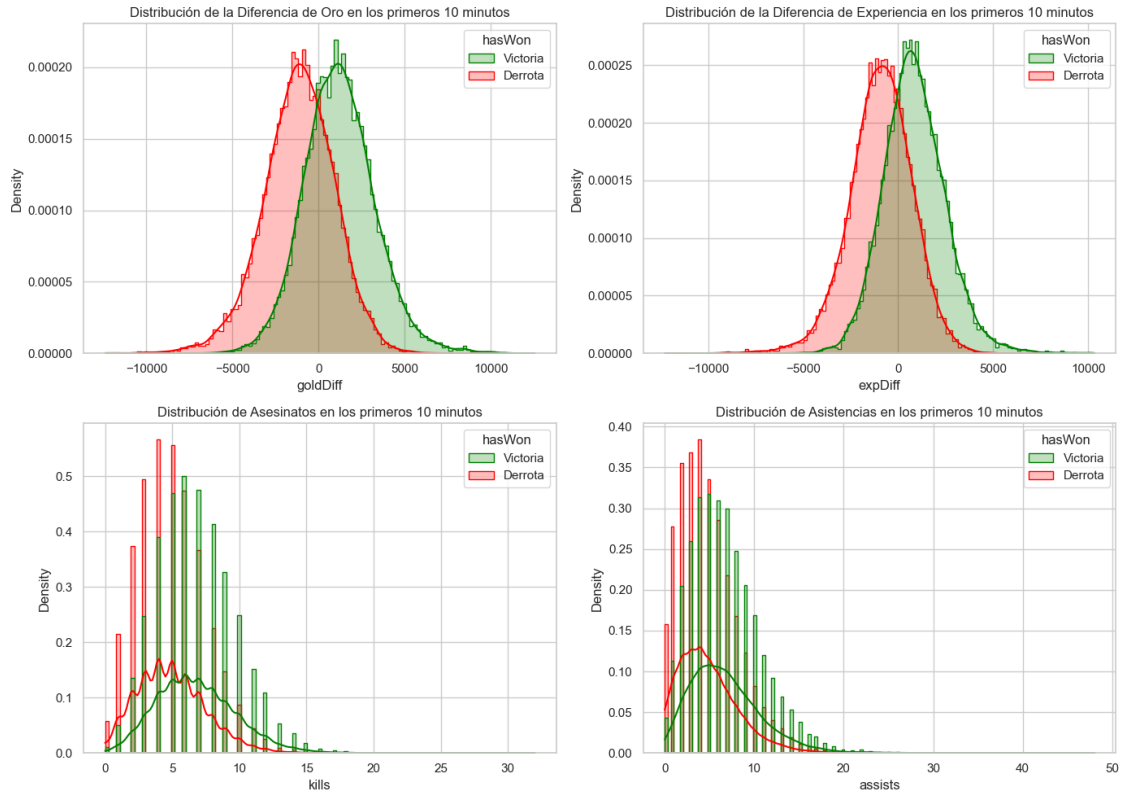 Distribución de la Diferencia de Oro en los primeros 10 minutos
hasWon
Victoria
Derrota
0.00020
0.00015
0.00010
0.00005
0.00000
Density
−10000 −5000 0 5000 10000
goldDiff
Distribución de la Diferencia de Experiencia en los primeros 10 minutos
hasWon
Victoria
Derrota
0.00025
0.00020
0.00015
0.00010
0.00005
0.00000
Density
−10000 −5000 0 5000 10000
expDiff
Distribución de Asesinatos en los primeros 10 minutos
hasWon
Victoria
Derrota
0.5
0.4
0.3
0.2
0.1
0.0
Density
0 5 10 15 20 25 30
kills
Distribución de Asistencias en los primeros 10 minutos
hasWon
Victoria
Derrota
0.40
0.35
0.30
0.25
0.20
0.15
0.10
0.05
0.00
Density
0 10 20 30 40 50
assists